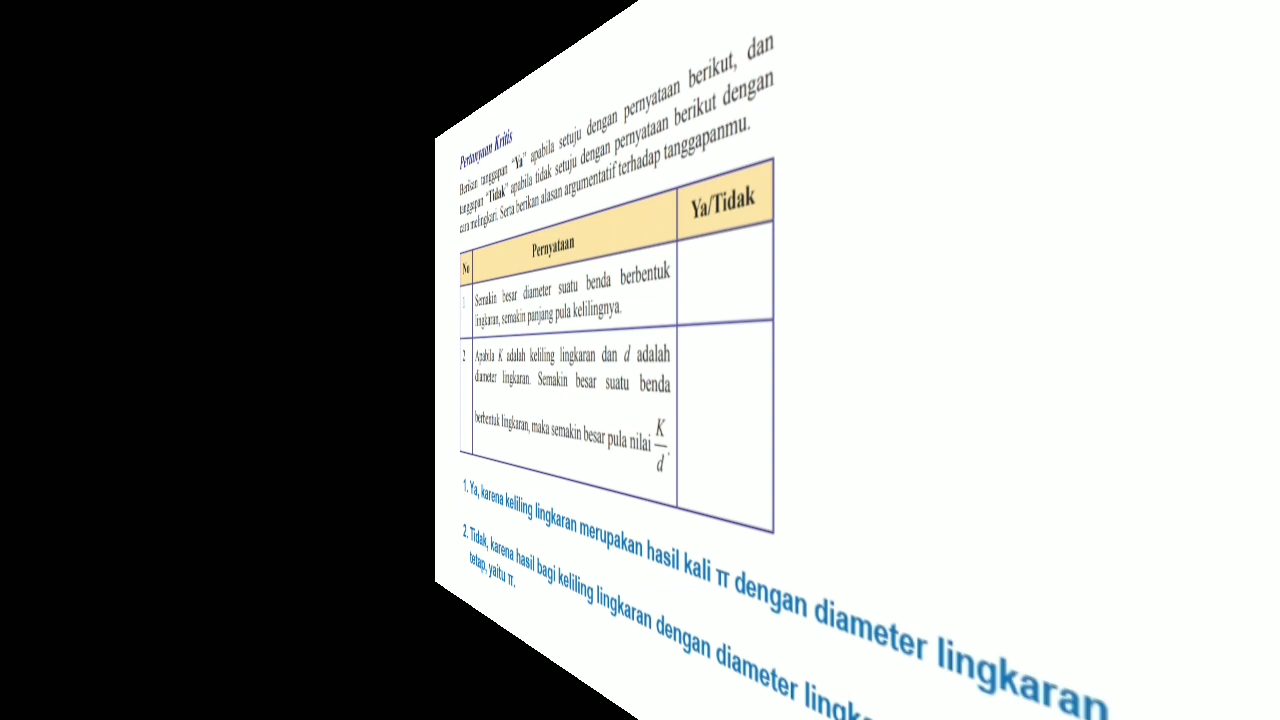 Pertanyaan Kritis
Berikan tanggapan "Ya" apabila setuju dengan pernyataan berikut, dan
tanggapan "Tidak" apabila tidak setuju dengan pernyataan berikut dengan
cara melingkari. Serta berikan alasan argumentatif terhadap tanggapanmu.
No Pernyataan Ya/Tidak
1 Semakin besar diameter suatu benda berbentuk
lingkaran, semakin panjang pula kelilingnya.
2 Apabila K adalah keliling lingkaran dan d adalah
diameter lingkaran. Semakin besar suatu benda
berbentuk lingkaran, maka semakin besar pula nilai K/d.
1. Ya, karena keliling lingkaran merupakan hasil kali π dengan diameter lingkaran
2. Tidak, karena hasil bagi keliling lingkaran dengan diameter
tetap, yaitu π.